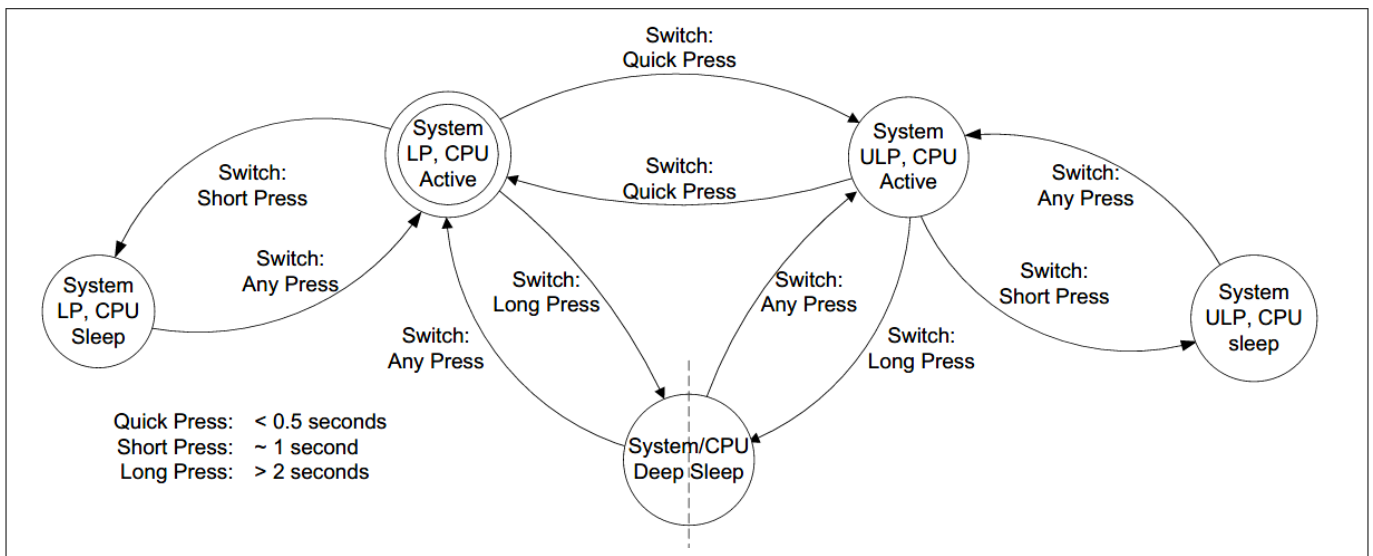 Switch:
Quick Press
System
LP, CPU
Active
System
ULP, CPU
Active
Switch:
Short Press
Switch:
Quick Press
Switch:
Any Press
Switch:
Any Press
System
LP, CPU
Sleep
Switch:
Long Press
Switch:
Any Press
Switch:
Short Press
System
ULP, CPU
sleep
Switch:
Any Press
Switch:
Long Press
System/CPU
Deep Sleep
Quick Press: < 0.5 seconds
Short Press: ~ 1 second
Long Press: > 2 seconds